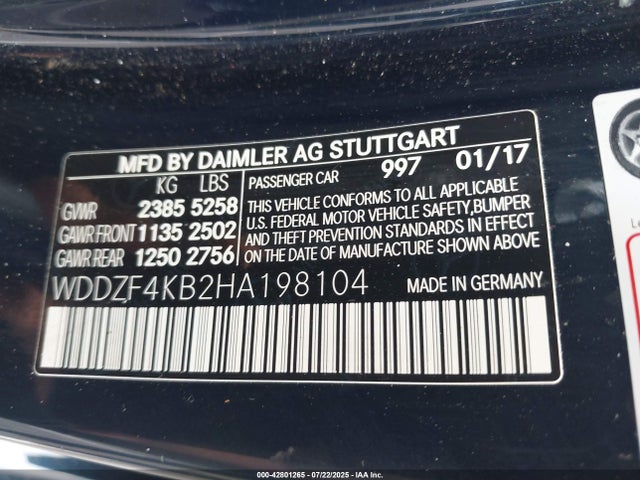 MFD BY DAIMLER AG STUTTGART
KG LBS
GVWR 2385 5258
GAWR FRONT 1135 2502
GAWR REAR 1250 2756
PASSENGER CAR 997 01/17
THIS VEHICLE CONFORMS TO ALL APPLICABLE
U.S. FEDERAL MOTOR VEHICLE SAFETY, BUMPER
AND THEFT PREVENTION STANDARDS IN EFFECT
ON THE DATE OF MANUFACTURE SHOWN ABOVE.
WDDZF4KB2HA198104 MADE IN GERMANY
000-42801265 - 07/22/2025 - IAA, Inc.